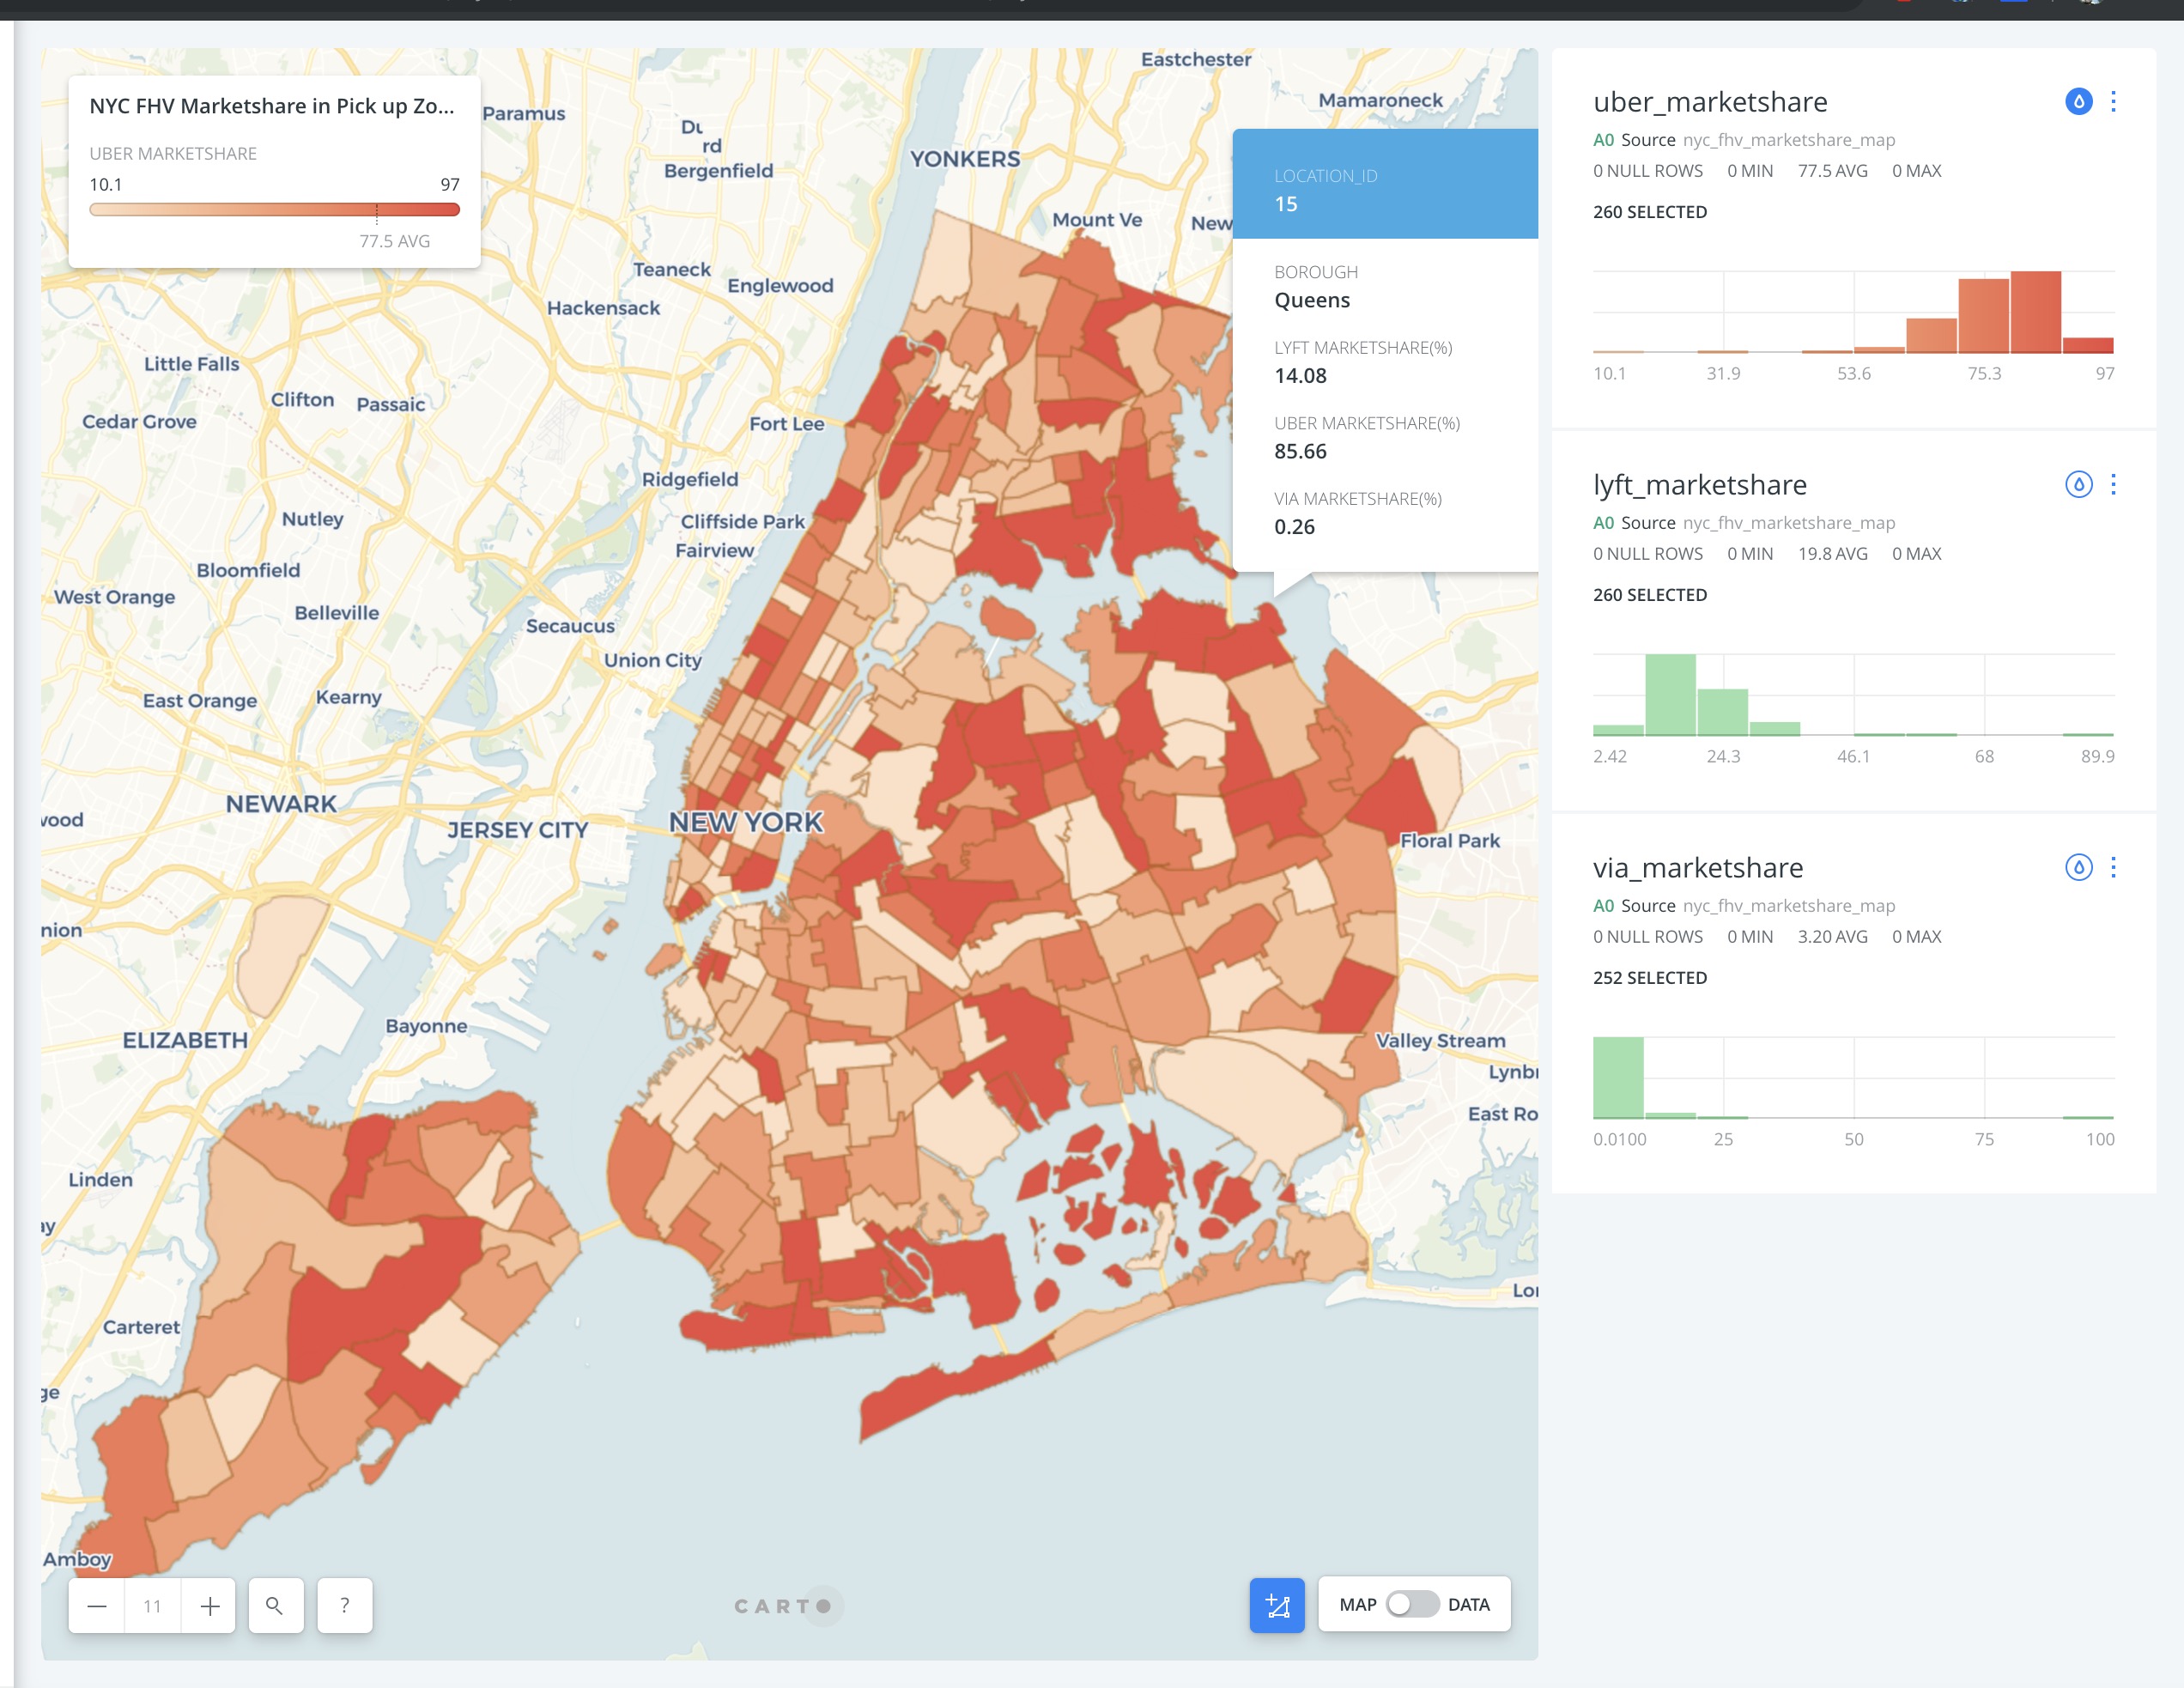 NYC FHV Marketshare in Pick up Zo...
UBER MARKETSHARE
10.1 97
77.5 AVG
Eastchester
Mamaroneck
Paramus
Du
rd
Bergenfield
YONKERS
Mount Ve
New
Teaneck
Englewood
Hackensack
Little Falls
Clifton
Passaic
Cedar Grove
Fort Lee
Ridgefield
Nutley
Cliffside Park
Fairview
Bloomfield
West Orange
Belleville
Secaucus
Union City
East Orange
Kearny
NEWARK
wood
JERSEY CITY
NEW YORK
Floral Park
nion
ELIZABETH
Bayonne
Valley Stream
Lynbr
East Ro
Linden
ay
Lor
Carteret
ge
Amboy
LOCATION_ID
15
BOROUGH
Queens
LYFT MARKETSHARE(%)
14.08
UBER MARKETSHARE(%)
85.66
VIA MARKETSHARE(%)
0.26
11
?
CART
MAP DATA
uber_marketshare
A0 Source nyc_fhv_marketshare_map
0 NULL ROWS 0 MIN 77.5 AVG 0 MAX
260 SELECTED
10.1 31.9 53.6 75.3 97
lyft_marketshare
A0 Source nyc_fhv_marketshare_map
0 NULL ROWS 0 MIN 19.8 AVG 0 MAX
260 SELECTED
2.42 24.3 46.1 68 89.9
via_marketshare
A0 Source nyc_fhv_marketshare_map
0 NULL ROWS 0 MIN 3.20 AVG 0 MAX
252 SELECTED
0.0100 25 50 75 100